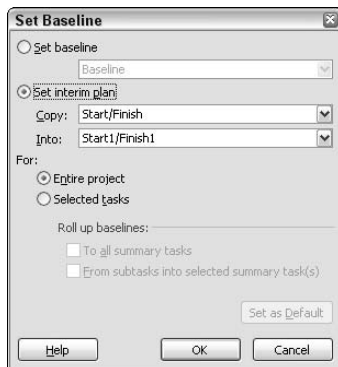 Set Baseline
Set baseline
Baseline
Set interim plan
Copy: Start/Finish
Into: Start1/Finish1
For:
Entire project
Selected tasks
Roll up baselines:
To all summary tasks
From subtasks into selected summary task(s)
Set as Default
Help OK Cancel